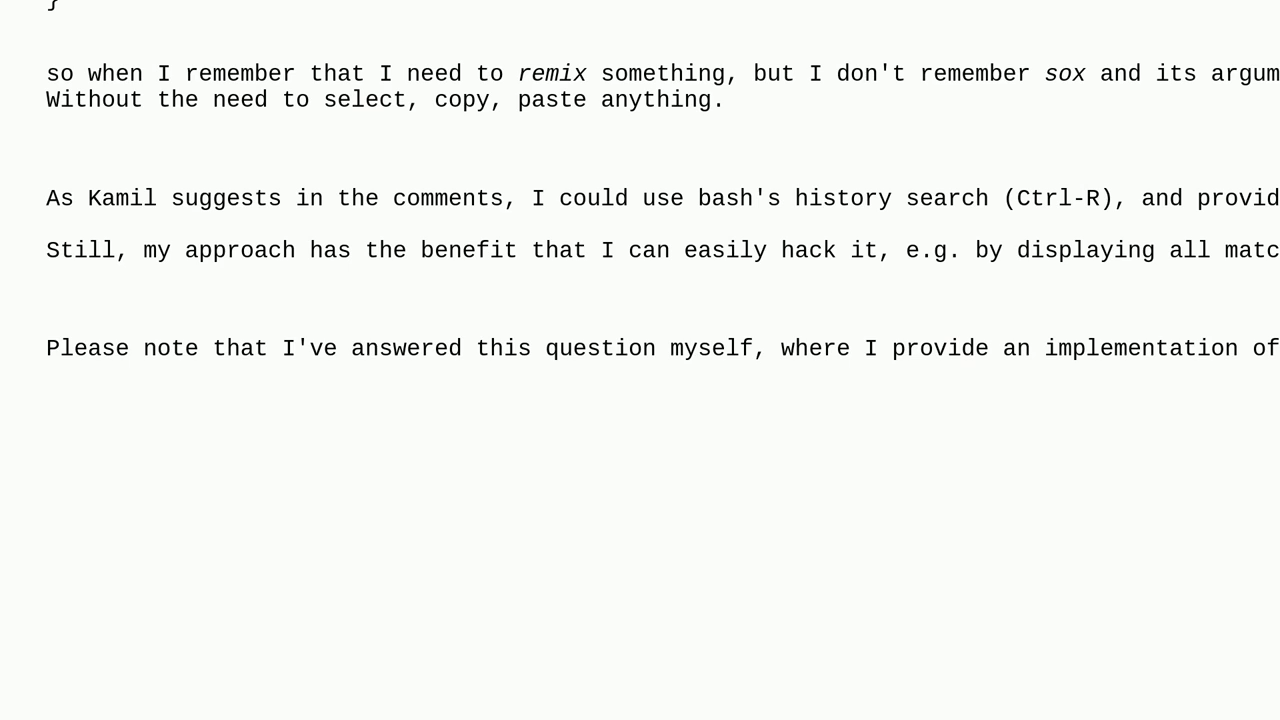 }
so when I remember that I need to remix something, but I don't remember sox and its argum
Without the need to select, copy, paste anything.
As Kamil suggests in the comments, I could use bash's history search (Ctrl-R), and provid
Still, my approach has the benefit that I can easily hack it, e.g. by displaying all matc
Please note that I've answered this question myself, where I provide an implementation of